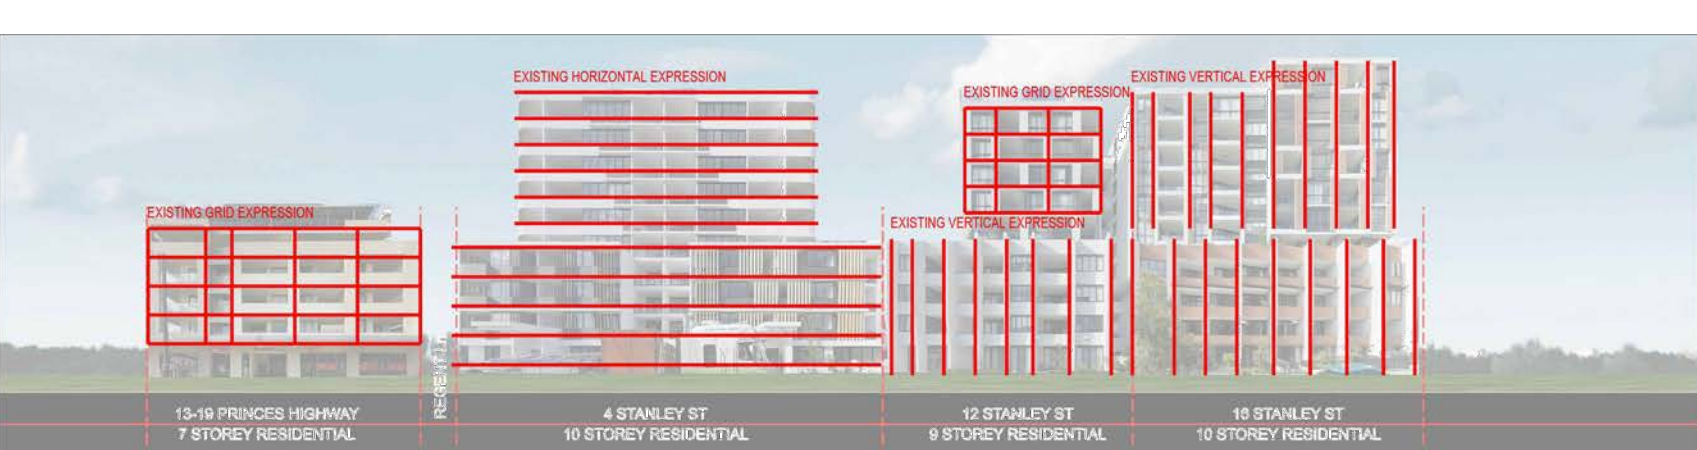 EXISTING HORIZONTAL EXPRESSION
EXISTING VERTICAL EXPRESSION
EXISTING GRID EXPRESSION
EXISTING GRID EXPRESSION
EXISTING VERTICAL EXPRESSION
13-19 PRINCES HIGHWAY
7 STOREY RESIDENTIAL
4 STANLEY ST
10 STOREY RESIDENTIAL
12 STANLEY ST
9 STOREY RESIDENTIAL
16 STANLEY ST
10 STOREY RESIDENTIAL